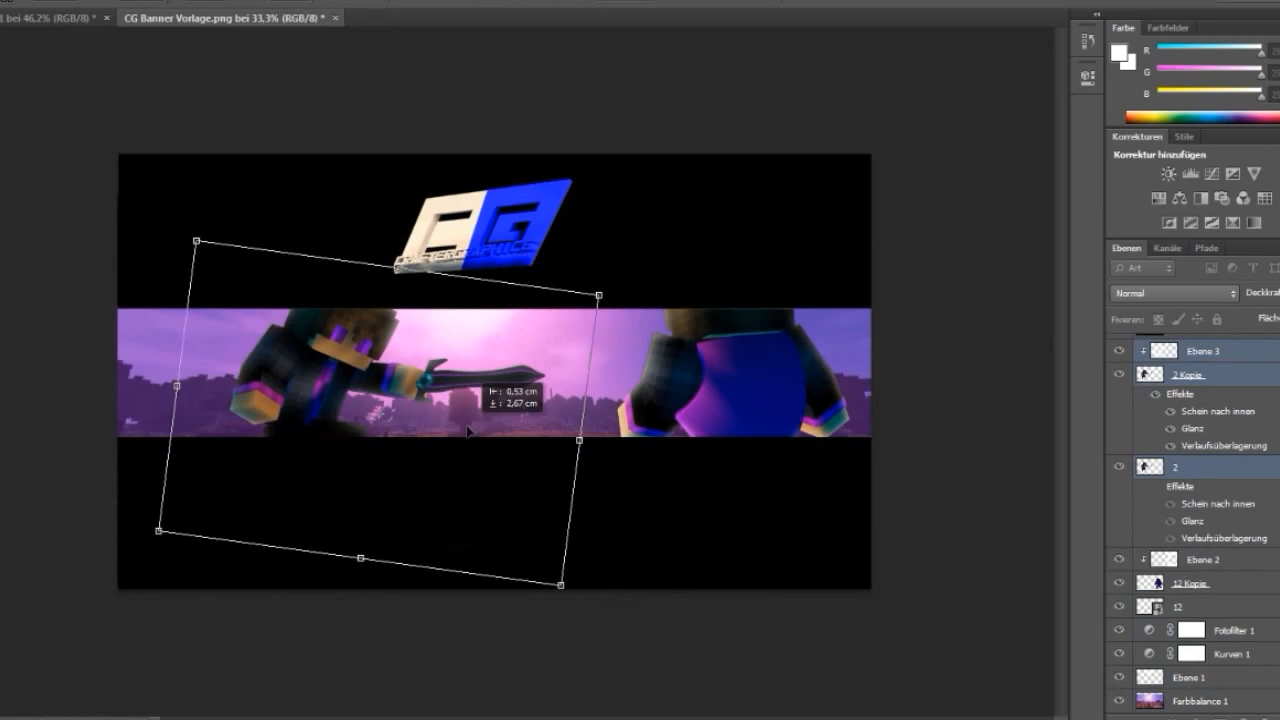 1 bei 46,2% (RGB/8) * ×
CG Banner Vorlage.png bei 33,3% (RGB/8) * ×
CG
0,53 cm
2,67 cm
Farbe Farbfelder
R
G
B
Korrekturen Stile
Korrektur hinzufügen
Ebenen Kanäle Pfade
Art
Normal Deckkra
Fixieren: Fläch
Ebene 3
2 Kopie
Effekte
Schein nach innen
Glanz
Verlaufsüberlagerung
2
Effekte
Schein nach innen
Glanz
Verlaufsüberlagerung
Ebene 2
12 Kopie
12
Fotofilter 1
Kurven 1
Ebene 1
Farbbalance 1